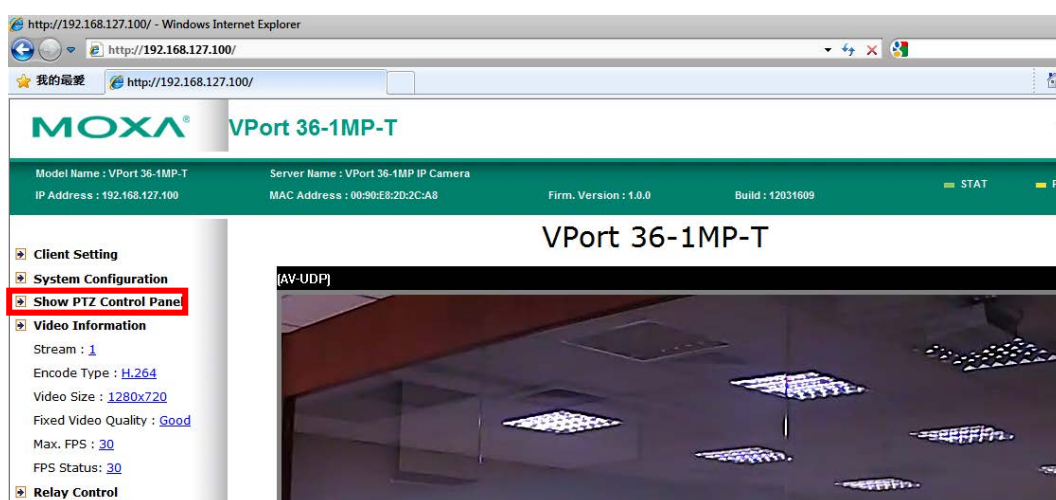 http://192.168.127.100/ - Windows Internet Explorer
http://192.168.127.100/
我的最愛 http://192.168.127.100/
MOXA® VPort 36-1MP-T
Model Name : VPort 36-1MP-T Server Name : VPort 36-1MP IP Camera
IP Address : 192.168.127.100 MAC Address : 00:90:E8:2D:2C:A8 Firm. Version : 1.0.0 Build : 12031609 STAT
VPort 36-1MP-T
Client Setting
System Configuration
(AV-UDP)
Show PTZ Control Panel
Video Information
Stream : 1
Encode Type : H.264
Video Size : 1280x720
Fixed Video Quality : Good
Max. FPS : 30
FPS Status: 30
Relay Control